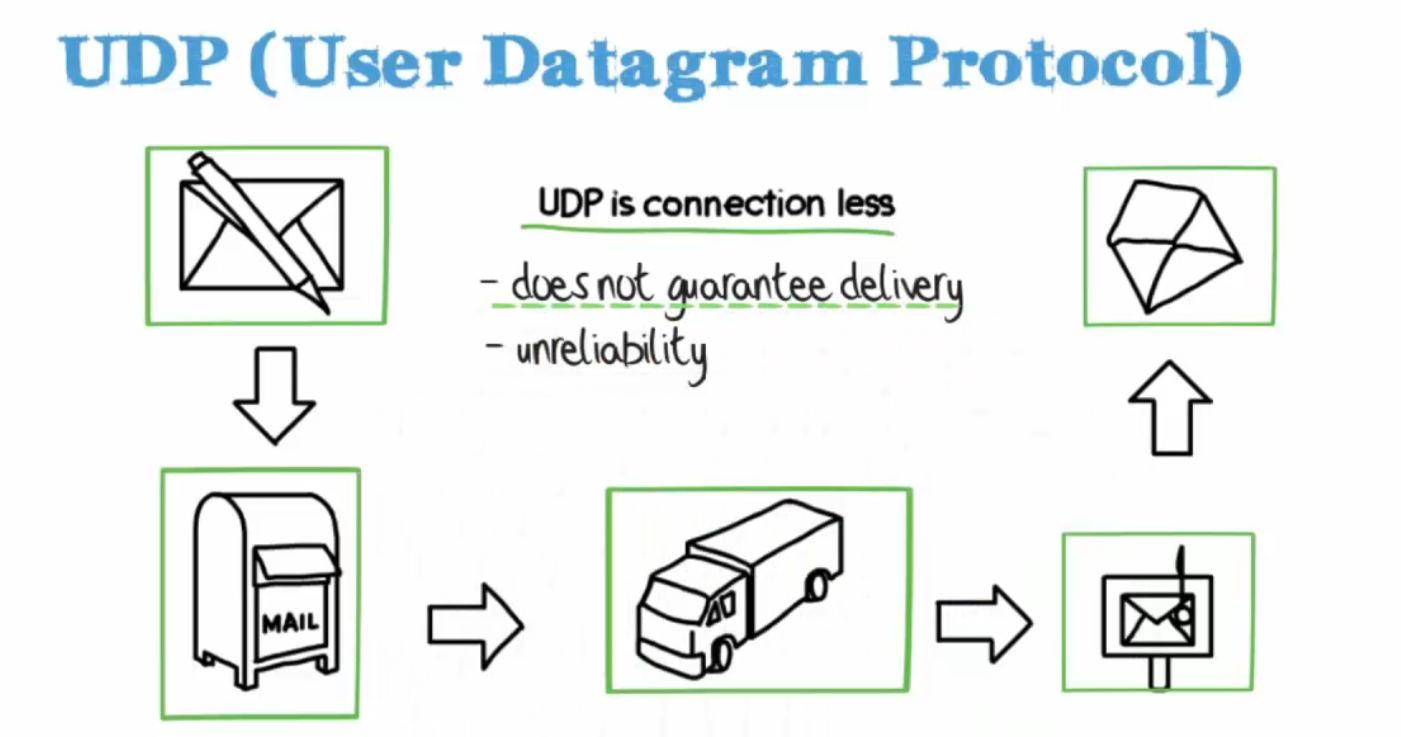 UDP (User Datagram Protocol)
UDP is connection less
- does not guarantee delivery
- unreliability
MAIL